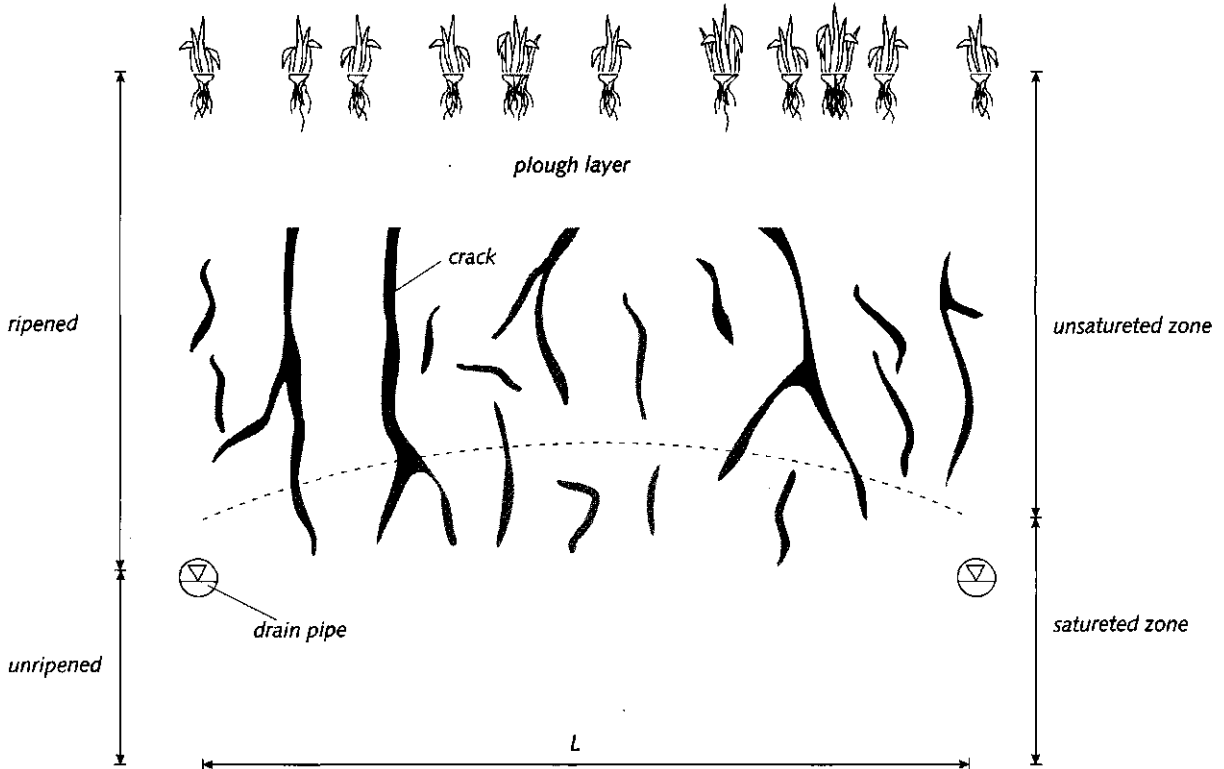 plough layer
crack
ripened
unsatureted zone
drain pipe
satureted zone
unripened
L